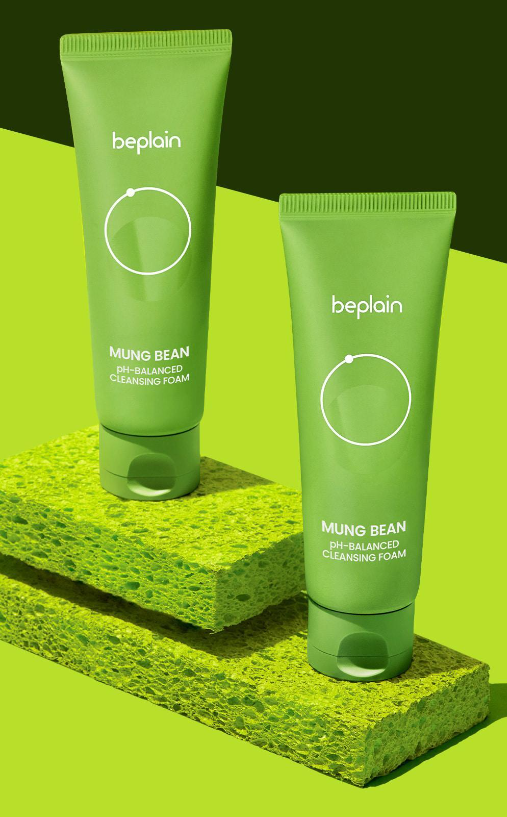 beplain
MUNG BEAN
pH-BALANCED
CLEANSING FOAM
beplain
MUNG BEAN
pH-BALANCED
CLEANSING FOAM